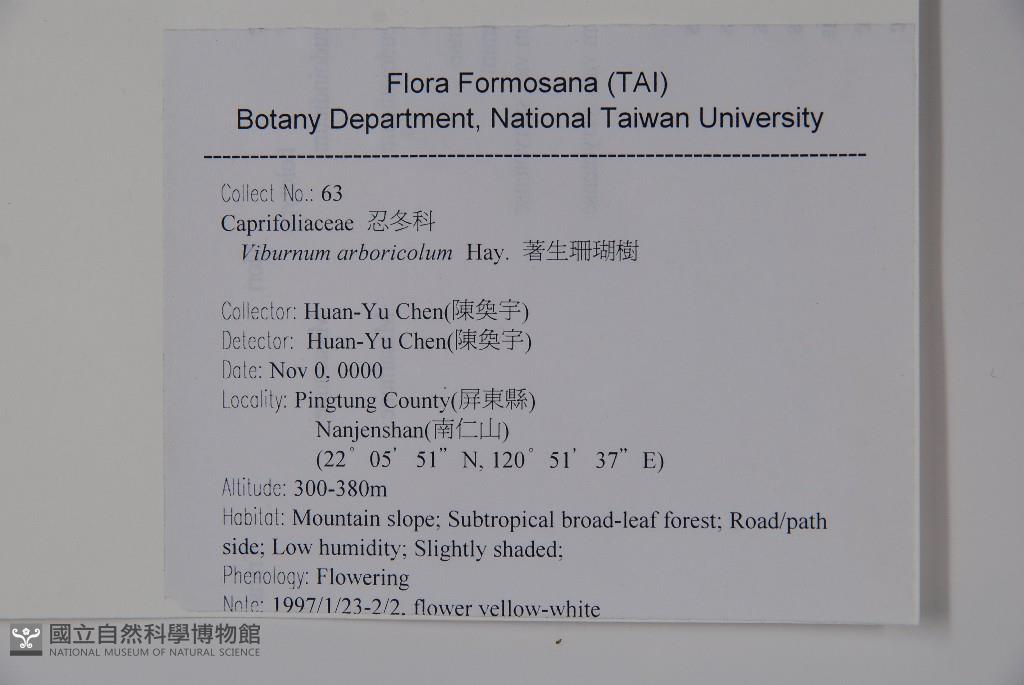 Flora Formosana (TAI)
Botany Department, National Taiwan University
Collect No.: 63
Caprifoliaceae 忍冬科
Viburnum arboricolum Hay. 著生珊瑚樹
Collector: Huan-Yu Chen(陳奐宇)
Detector: Huan-Yu Chen(陳奐宇)
Date: Nov 0, 0000
Locality: Pingtung County(屏東縣)
Nanjenshan(南仁山)
(22° 05' 51" N, 120° 51' 37" E)
Altitude: 300-380m
Habitat: Mountain slope; Subtropical broad-leaf forest; Road/path
side; Low humidity; Slightly shaded;
Phenology: Flowering
Note: 1997/1/23-2/2. flower yellow-white
國立自然科學博物館
NATIONAL MUSEUM OF NATURAL SCIENCE